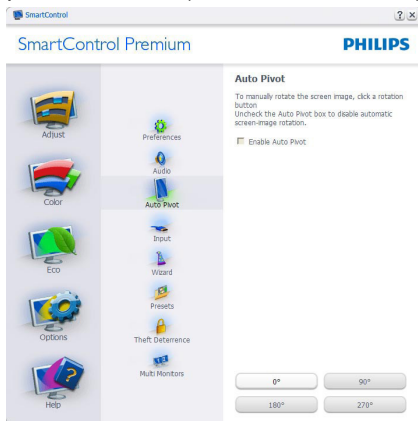 SmartControl
SmartControl Premium
PHILIPS
Adjust
Color
Eco
Options
Help
Preferences
Audio
Auto Pivot
Input
Wizard
Presets
Theft Deterrence
Multi Monitors
Auto Pivot
To manually rotate the screen image, click a rotation
button
Uncheck the Auto Pivot box to disable automatic
screen-image rotation.
Enable Auto Pivot
0°
90°
180°
270°